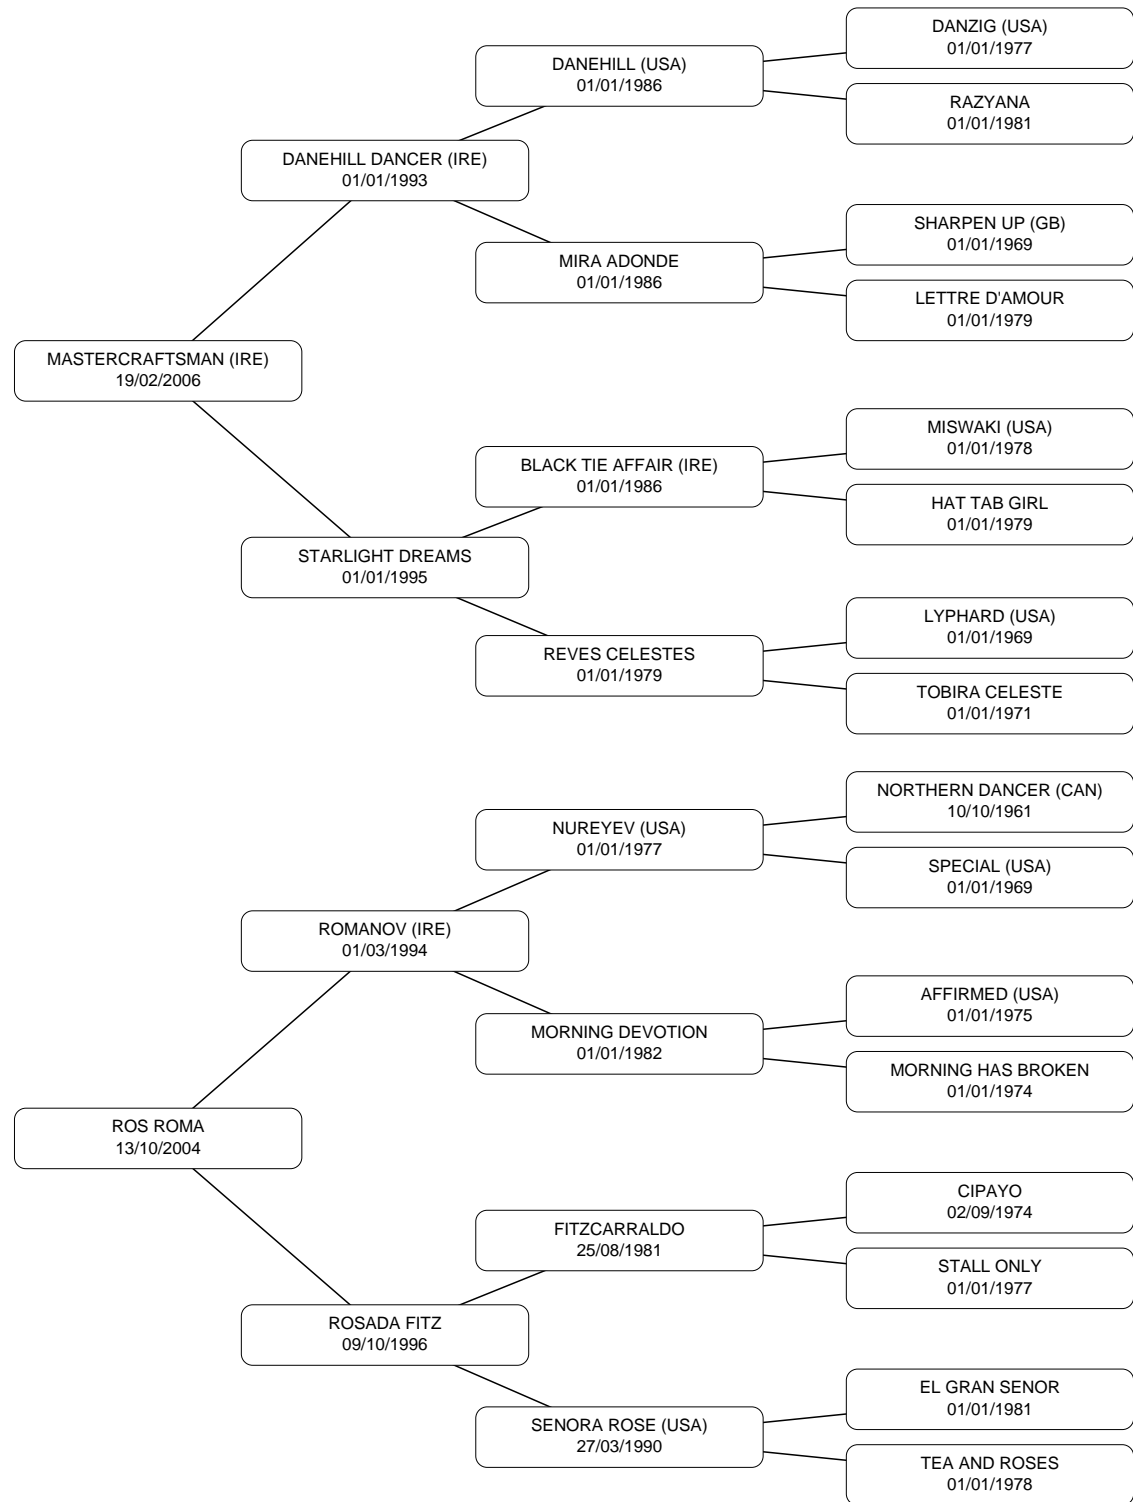 DANZIG (USA)
01/01/1977
DANEHILL (USA)
01/01/1986
RAZYANA
01/01/1981
DANEHILL DANCER (IRE)
01/01/1993
SHARPEN UP (GB)
01/01/1969
MIRA ADONDE
01/01/1986
LETTRE D'AMOUR
01/01/1979
MASTERCRAFTSMAN (IRE)
19/02/2006
MISWAKI (USA)
01/01/1978
BLACK TIE AFFAIR (IRE)
01/01/1986
HAT TAB GIRL
01/01/1979
STARLIGHT DREAMS
01/01/1995
LYPHARD (USA)
01/01/1969
REVES CELESTES
01/01/1979
TOBIRA CELESTE
01/01/1971
NORTHERN DANCER (CAN)
10/10/1961
NUREYEV (USA)
01/01/1977
SPECIAL (USA)
01/01/1969
ROMANOV (IRE)
01/03/1994
AFFIRMED (USA)
01/01/1975
MORNING DEVOTION
01/01/1982
MORNING HAS BROKEN
01/01/1974
ROS ROMA
13/10/2004
CIPAYO
02/09/1974
FITZCARRALDO
25/08/1981
STALL ONLY
01/01/1977
ROSADA FITZ
09/10/1996
EL GRAN SENOR
01/01/1981
SENORA ROSE (USA)
27/03/1990
TEA AND ROSES
01/01/1978